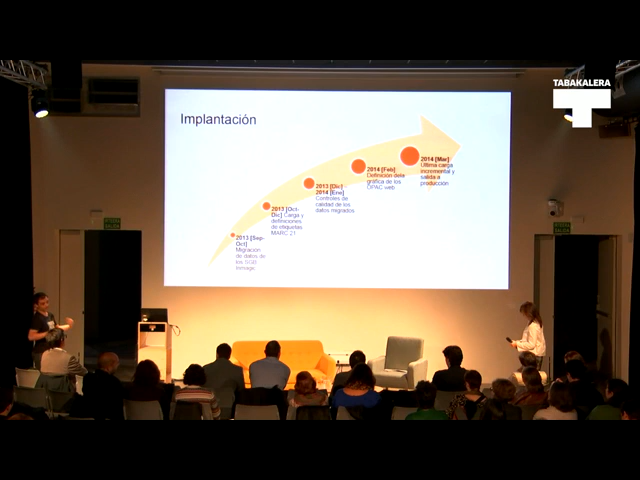 TABAKALERA
Implantación
2014 [Mar]
Última carga
incremental y
salida a
producción
2014 [Feb]
Definición de la
gráfica de los
OPAC web
2013 [Dic]
2014 [Ene]
Controles de
calidad de los
datos migrados
2013 [Oct-
Dic] Carga y
definiciones
de etiquetas
MARC 21
2013 [Sep-
Oct]
Migración
de datos de
los SGB